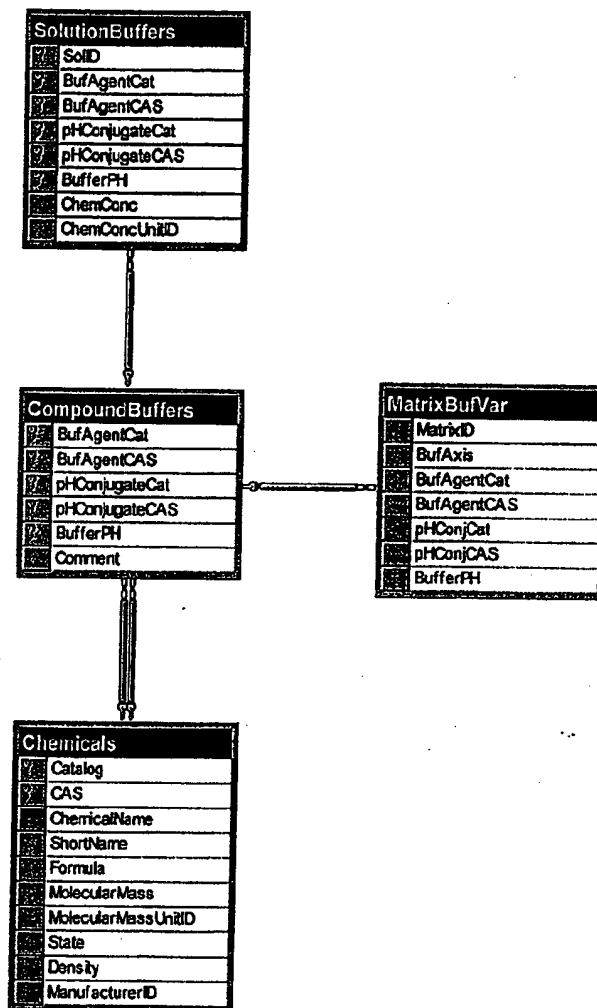 SolutionBuffers
SolID
BufAgentCat
BufAgentCAS
pHConjugateCat
pHConjugateCAS
BufferPH
ChemConc
ChemConcUnitID
CompoundBuffers
BufAgentCat
BufAgentCAS
pHConjugateCat
pHConjugateCAS
BufferPH
Comment
MatrixBufVar
MatrixID
BufAxis
BufAgentCat
BufAgentCAS
pHConjCat
pHConjCAS
BufferPH
Chemicals
Catalog
CAS
ChemicalName
ShortName
Formula
MolecularMass
MolecularMassUnitID
State
Density
ManufacturerID